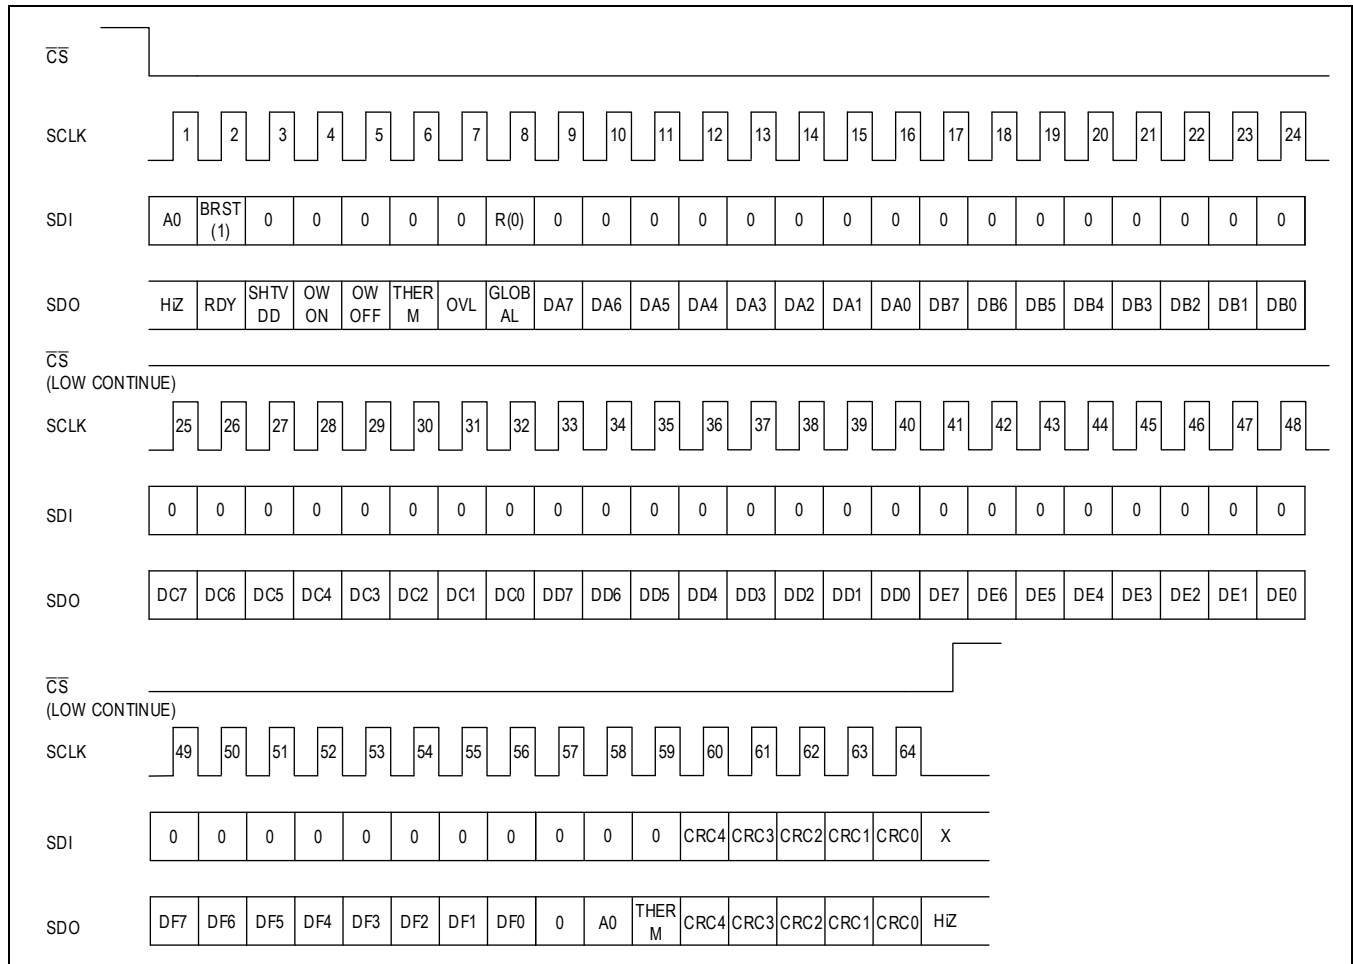 CS
SCLK 1 2 3 4 5 6 7 8 9 10 11 12 13 14 15 16 17 18 19 20 21 22 23 24
SDI A0 BRST (1) 0 0 0 0 0 R(0) 0 0 0 0 0 0 0 0 0 0 0 0 0 0 0 0
SDO HiZ RDY SHTV DD OW ON OW OFF THER M OVL GLOB AL DA7 DA6 DA5 DA4 DA3 DA2 DA1 DA0 DB7 DB6 DB5 DB4 DB3 DB2 DB1 DB0
CS
(LOW CONTINUE)
SCLK 25 26 27 28 29 30 31 32 33 34 35 36 37 38 39 40 41 42 43 44 45 46 47 48
SDI 0 0 0 0 0 0 0 0 0 0 0 0 0 0 0 0 0 0 0 0 0 0 0 0
SDO DC7 DC6 DC5 DC4 DC3 DC2 DC1 DC0 DD7 DD6 DD5 DD4 DD3 DD2 DD1 DD0 DE7 DE6 DE5 DE4 DE3 DE2 DE1 DE0
CS
(LOW CONTINUE)
SCLK 49 50 51 52 53 54 55 56 57 58 59 60 61 62 63 64
SDI 0 0 0 0 0 0 0 0 0 0 0 CRC4 CRC3 CRC2 CRC1 CRC0 X
SDO DF7 DF6 DF5 DF4 DF3 DF2 DF1 DF0 0 A0 THER M CRC4 CRC3 CRC2 CRC1 CRC0 HiZ